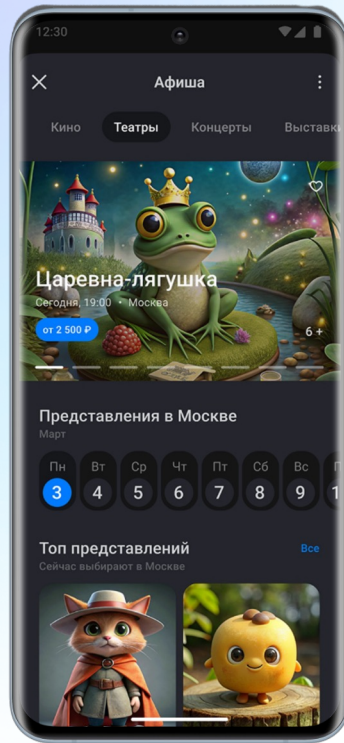 12:30
Афиша
Кино Театры Концерты Выставки
Царевна-лягушка
Сегодня, 19:00 • Москва
от 2 500 ₽
6 +
Представления в Москве
Март
Пн Вт Ср Чт Пт Сб Вс
3 4 5 6 7 8 9
Топ представлений
Все
Сейчас выбирают в Москве